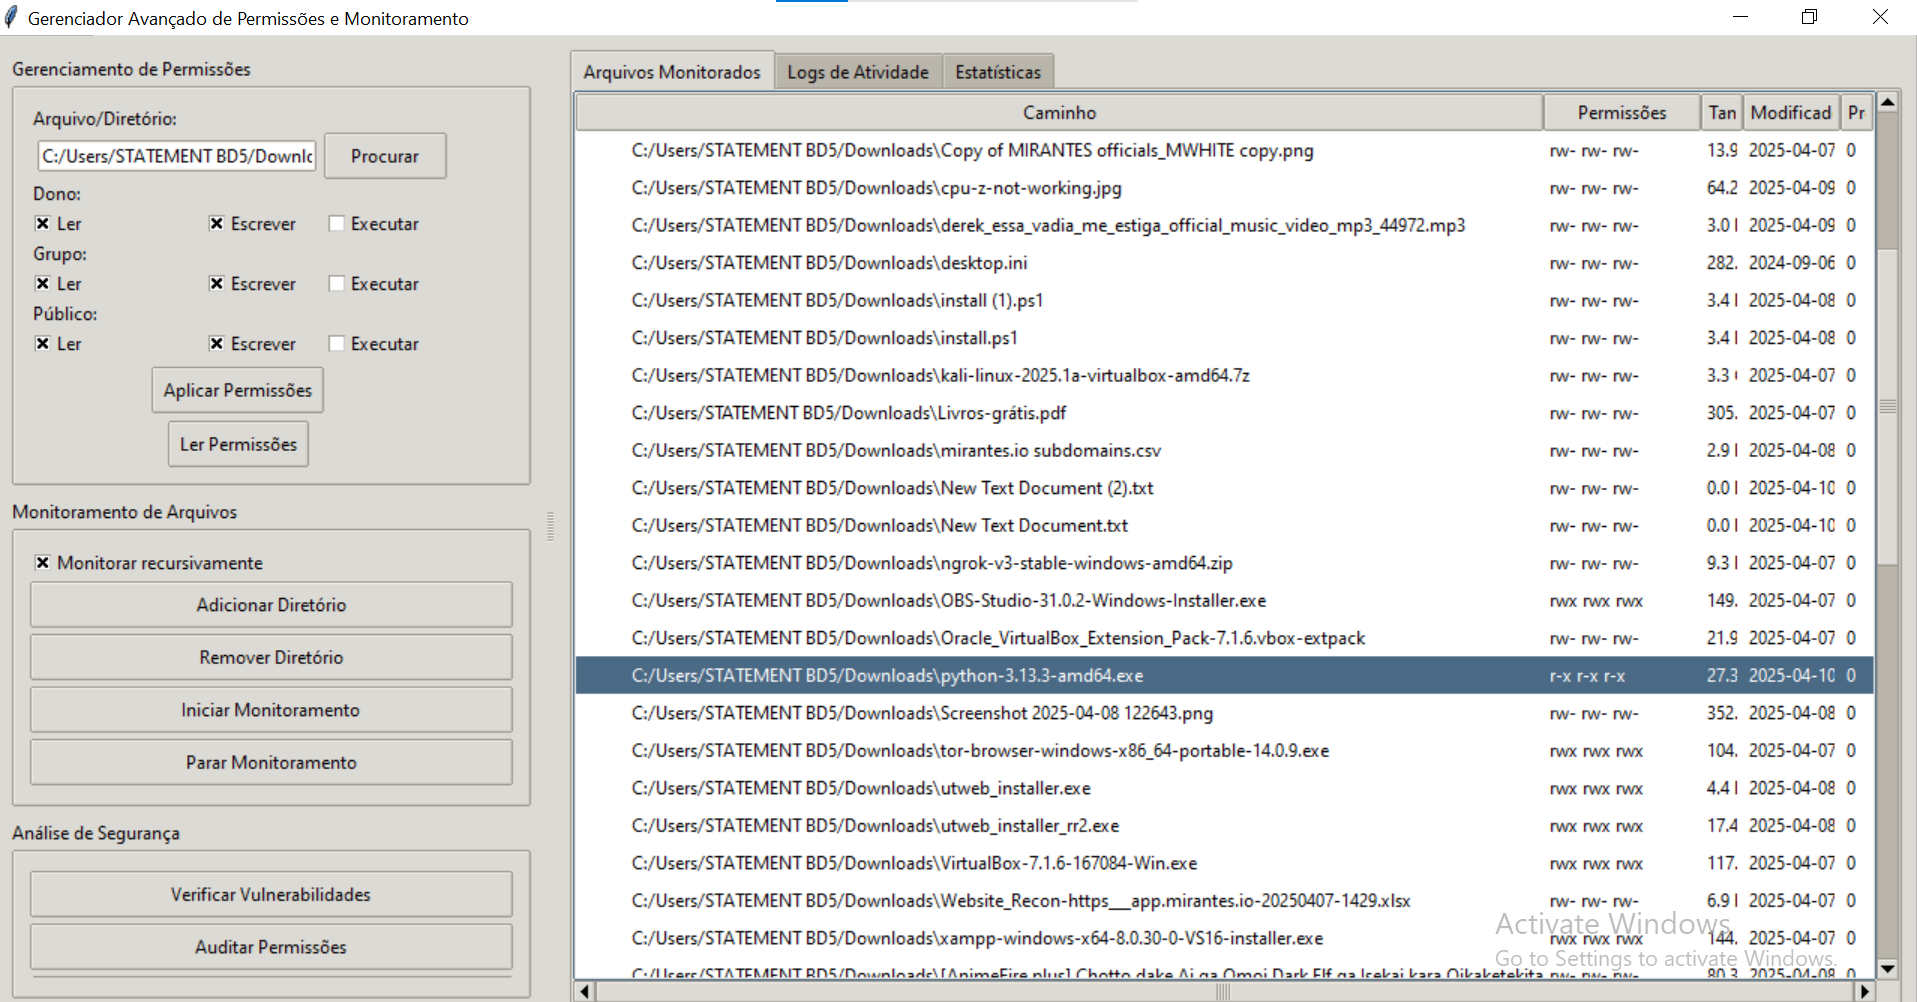 Gerenciador Avançado de Permissões e Monitoramento
Gerenciamento de Permissões
Arquivo/Diretório:
C:/Users/STATEMENT BD5/Downlc
Procurar
Dono:
Ler Escrever Executar
Grupo:
Ler Escrever Executar
Público:
Ler Escrever Executar
Aplicar Permissões
Ler Permissões
Monitoramento de Arquivos
Monitorar recursivamente
Adicionar Diretório
Remover Diretório
Iniciar Monitoramento
Parar Monitoramento
Análise de Segurança
Verificar Vulnerabilidades
Auditar Permissões
Arquivos Monitorados Logs de Atividade Estatísticas
Caminho Permissões Tan Modificad Pr
C:/Users/STATEMENT BD5/Downloads\Copy of MIRANTES officials_MWHITE copy.png rw- rw- rw- 13.9 2025-04-07 0
C:/Users/STATEMENT BD5/Downloads\cpu-z-not-working.jpg rw- rw- rw- 64.2 2025-04-09 0
C:/Users/STATEMENT BD5/Downloads\derek_essa_vadia_me_estiga_official_music_video_mp3_44972.mp3 rw- rw- rw- 3.0 2025-04-09 0
C:/Users/STATEMENT BD5/Downloads\desktop.ini rw- rw- rw- 282. 2024-09-06 0
C:/Users/STATEMENT BD5/Downloads\install (1).ps1 rw- rw- rw- 3.4 2025-04-08 0
C:/Users/STATEMENT BD5/Downloads\install.ps1 rw- rw- rw- 3.4 2025-04-08 0
C:/Users/STATEMENT BD5/Downloads\kali-linux-2025.1a-virtualbox-amd64.7z rw- rw- rw- 3.3 2025-04-07 0
C:/Users/STATEMENT BD5/Downloads\Livros-grátis.pdf rw- rw- rw- 305. 2025-04-07 0
C:/Users/STATEMENT BD5/Downloads\mirantes.io subdomains.csv rw- rw- rw- 2.9 2025-04-08 0
C:/Users/STATEMENT BD5/Downloads\New Text Document (2).txt rw- rw- rw- 0.0 2025-04-10 0
C:/Users/STATEMENT BD5/Downloads\New Text Document.txt rw- rw- rw- 0.0 2025-04-10 0
C:/Users/STATEMENT BD5/Downloads\ngrok-v3-stable-windows-amd64.zip rw- rw- rw- 9.3 2025-04-07 0
C:/Users/STATEMENT BD5/Downloads\OBS-Studio-31.0.2-Windows-Installer.exe rwx rwx rwx 149. 2025-04-07 0
C:/Users/STATEMENT BD5/Downloads\Oracle_VirtualBox_Extension_Pack-7.1.6.vbox-extpack rw- rw- rw- 21.9 2025-04-07 0
C:/Users/STATEMENT BD5/Downloads\python-3.13.3-amd64.exe r-x r-x r-x 27.3 2025-04-10 0
C:/Users/STATEMENT BD5/Downloads\Screenshot 2025-04-08 122643.png rw- rw- rw- 352. 2025-04-08 0
C:/Users/STATEMENT BD5/Downloads\tor-browser-windows-x86_64-portable-14.0.9.exe rwx rwx rwx 104. 2025-04-07 0
C:/Users/STATEMENT BD5/Downloads\utweb_installer.exe rwx rwx rwx 4.4 2025-04-08 0
C:/Users/STATEMENT BD5/Downloads\utweb_installer_rr2.exe rwx rwx rwx 17.4 2025-04-08 0
C:/Users/STATEMENT BD5/Downloads\VirtualBox-7.1.6-167084-Win.exe rwx rwx rwx 117. 2025-04-07 0
C:/Users/STATEMENT BD5/Downloads\Website_Recon-https__app.mirantes.io-20250407-1429.xlsx rw- rw- rw- 6.9 2025-04-07 0
C:/Users/STATEMENT BD5/Downloads\xampp-windows-x64-8.0.30-0-VS16-installer.exe rwx rwx rwx 144. 2025-04-07 0
C:/Users/STATEMENT BD5/Downloads\[AnimeFire.plus] Chotto dake Ai ga Omoi Dark Elf ga Isekai kara Oikaketekita rw- rw- rw- 80.3 2025-04-10 0
Activate Windows
Go to Settings to activate Windows.